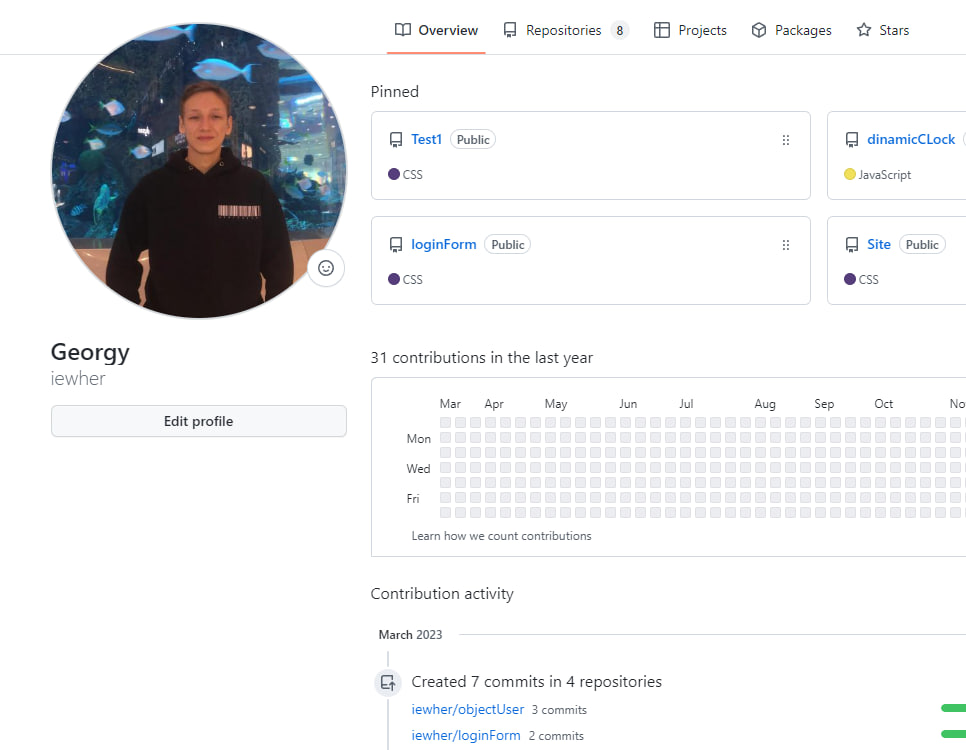 Overview Repositories 8 Projects Packages Stars
Pinned
Test1 Public
CSS
dinamicCLock
JavaScript
loginForm Public
CSS
Site Public
CSS
Georgy
iewher
Edit profile
31 contributions in the last year
Mar Apr May Jun Jul Aug Sep Oct No
Mon
Wed
Fri
Learn how we count contributions
Contribution activity
March 2023
Created 7 commits in 4 repositories
iewher/objectUser 3 commits
iewher/loginForm 2 commits